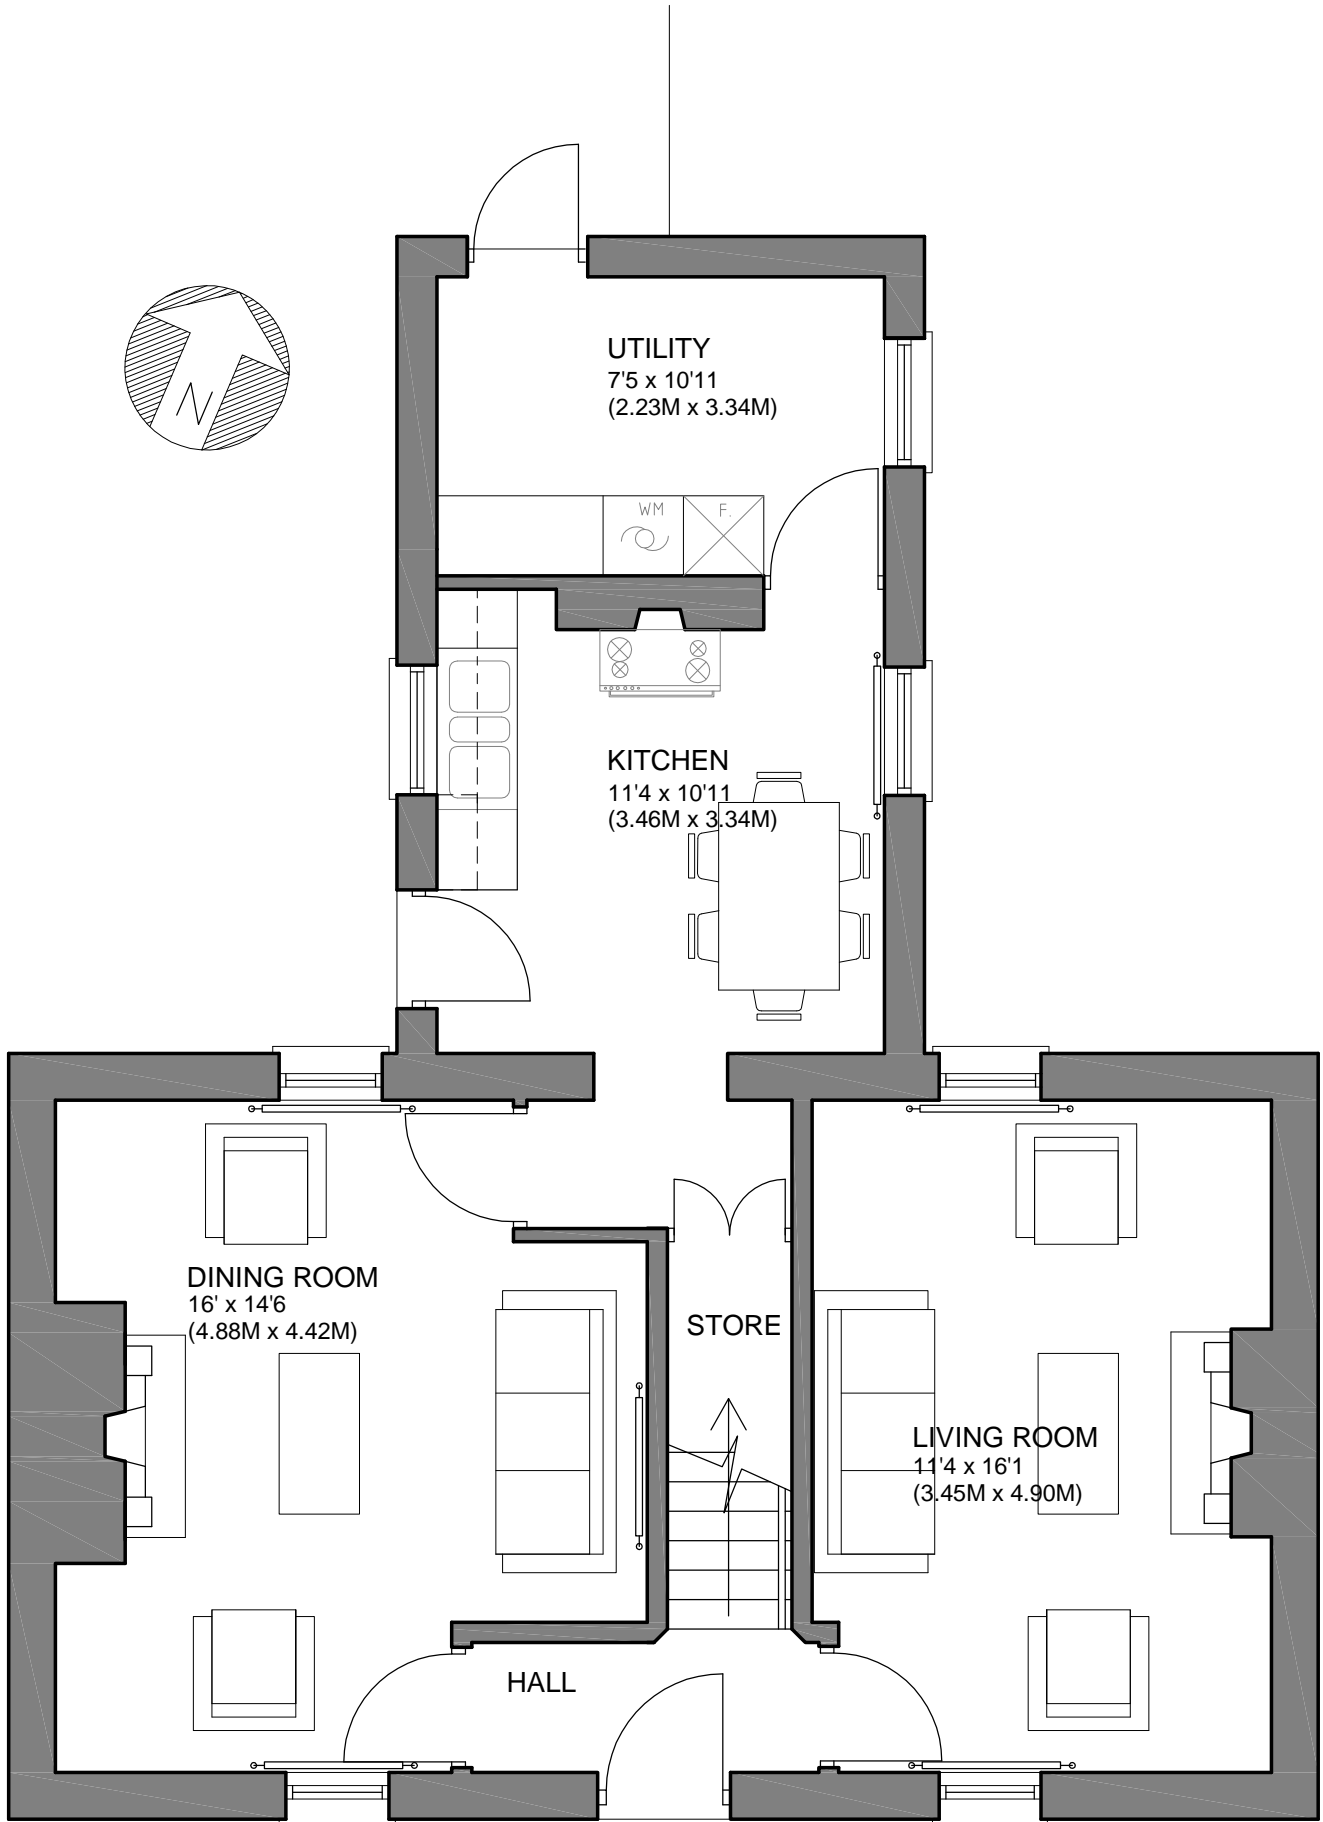 UTILITY
7'5 x 10'11
(2.23M x 3.34M)
N
WM
F.
KITCHEN
11'4 x 10'11
(3.46M x 3.34M)
DINING ROOM
16' x 14'6
(4.88M x 4.42M)
STORE
LIVING ROOM
11'4 x 16'1
(3.45M x 4.90M)
HALL